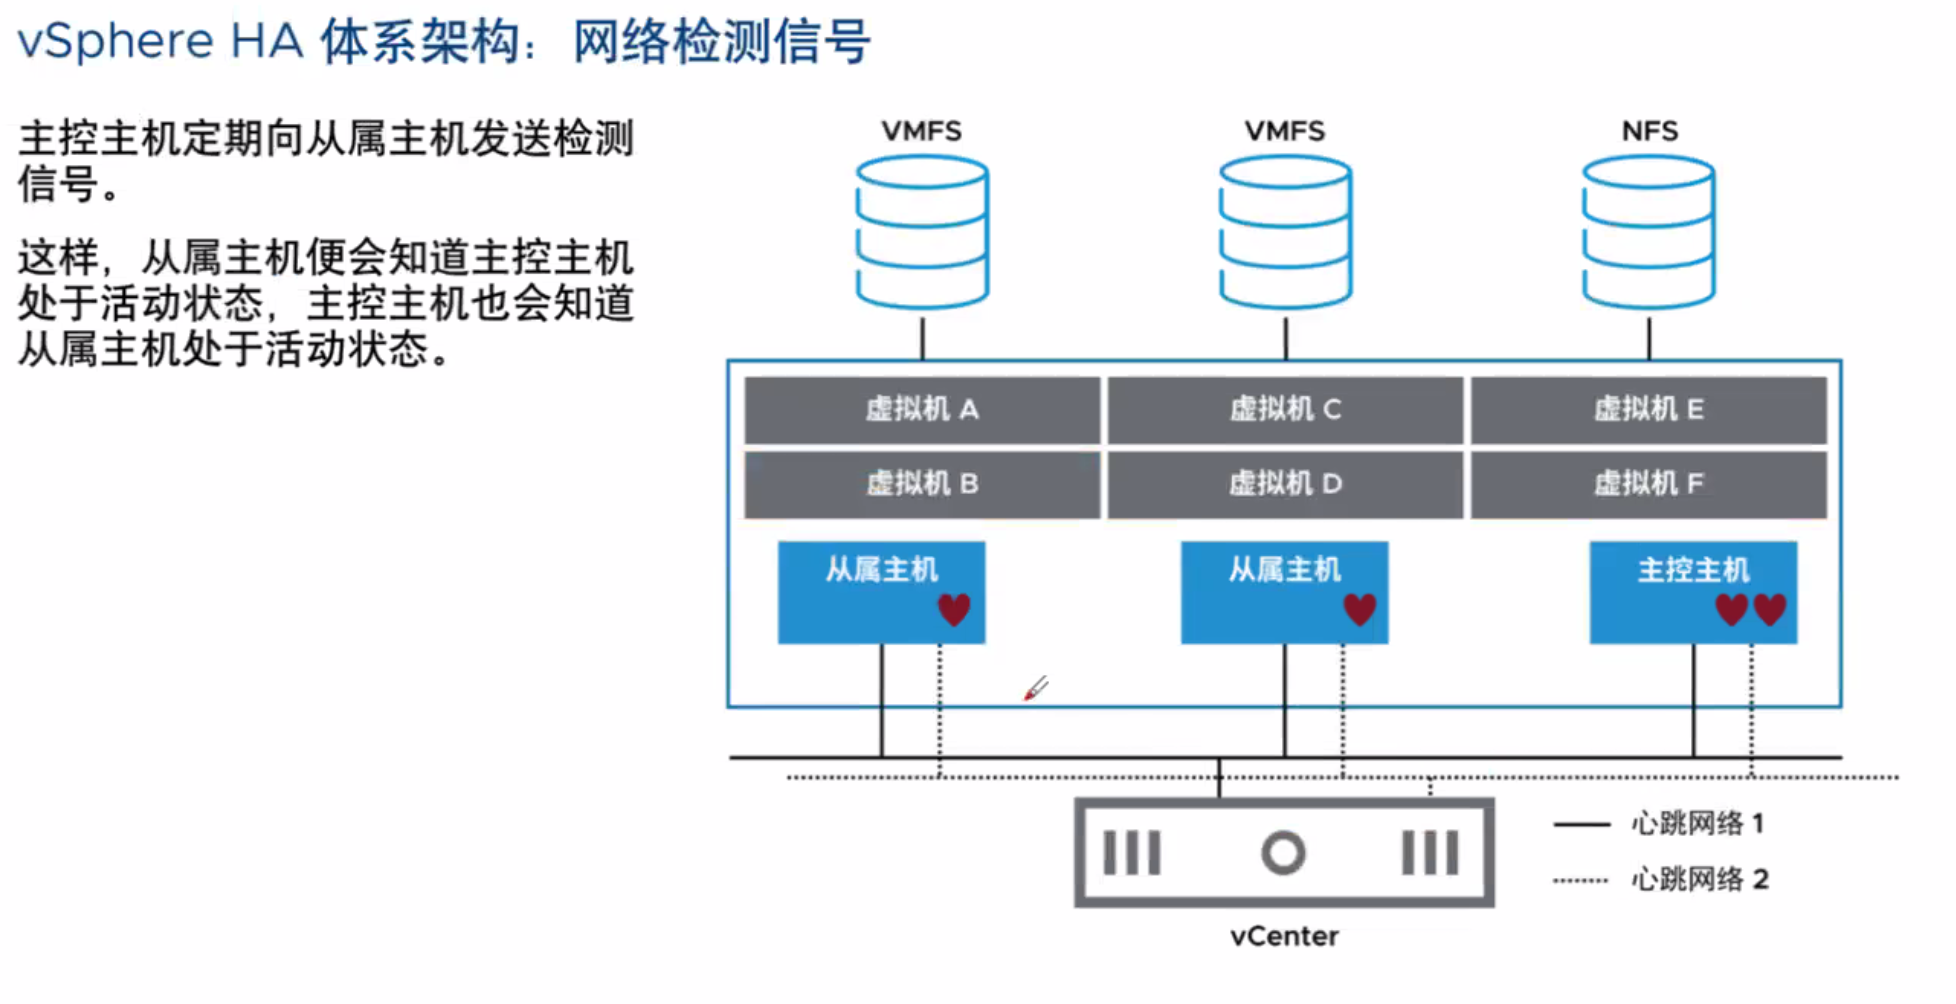 vSphere HA 体系架构：网络检测信号
主控主机定期向从属主机发送检测
信号。
这样，从属主机便会知道主控主机
处于活动状态，主控主机也会知道
从属主机处于活动状态。
VMFS
VMFS
NFS
虚拟机 A
虚拟机 C
虚拟机 E
虚拟机 B
虚拟机 D
虚拟机 F
从属主机
从属主机
主控主机
心跳网络 1
心跳网络 2
vCenter